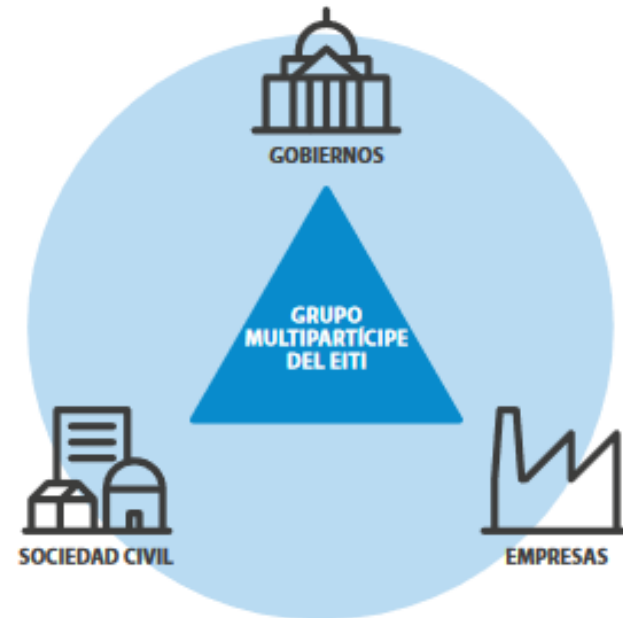 GOBIERNOS
GRUPO
MULTIPARTÍCIPE
DEL EITI
SOCIEDAD CIVIL
EMPRESAS